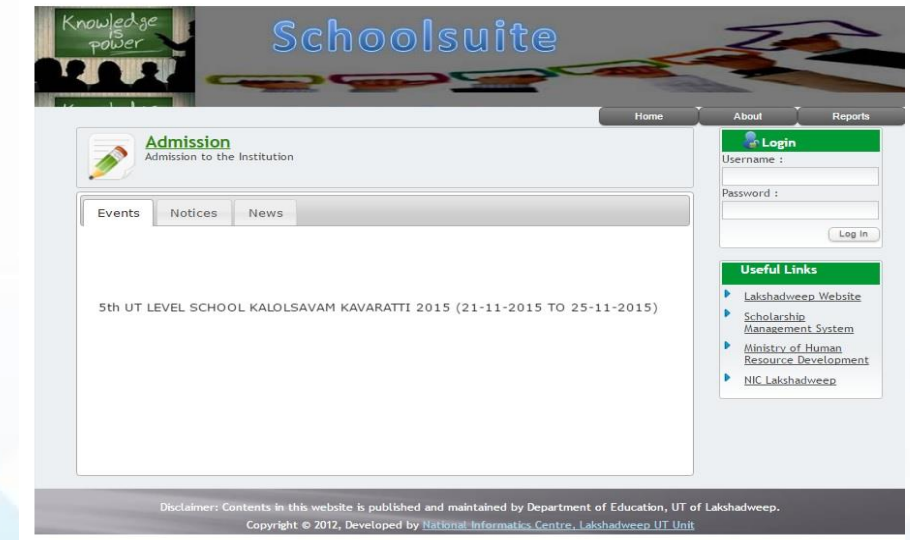 Knowledge
is
power
Schoolsuite
Home About Reports
Admission
Admission to the Institution
Events Notices News
5th UT LEVEL SCHOOL KALOLSAVAM KAVARATTI 2015 (21-11-2015 TO 25-11-2015)
Login
Username :
Password :
Log In
Useful Links
Lakshadweep Website
Scholarship
Management System
Ministry of Human
Resource Development
NIC Lakshadweep
Disclaimer: Contents in this website is published and maintained by Department of Education, UT of Lakshadweep.
Copyright © 2012, Developed by National Informatics Centre, Lakshadweep UT Unit